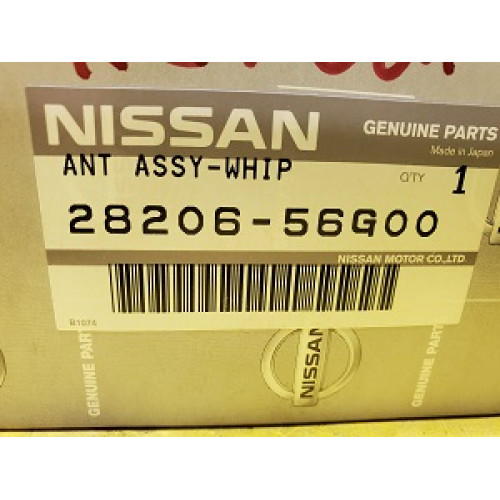 NISSAN
GENUINE PARTS
Made in Japan
ANT ASSY-WHIP
Q'TY 1
28206-56G00
NISSAN MOTOR CO.,LTD.
B1074
GENUINE PART
NISSAN
GENUINE PARTS